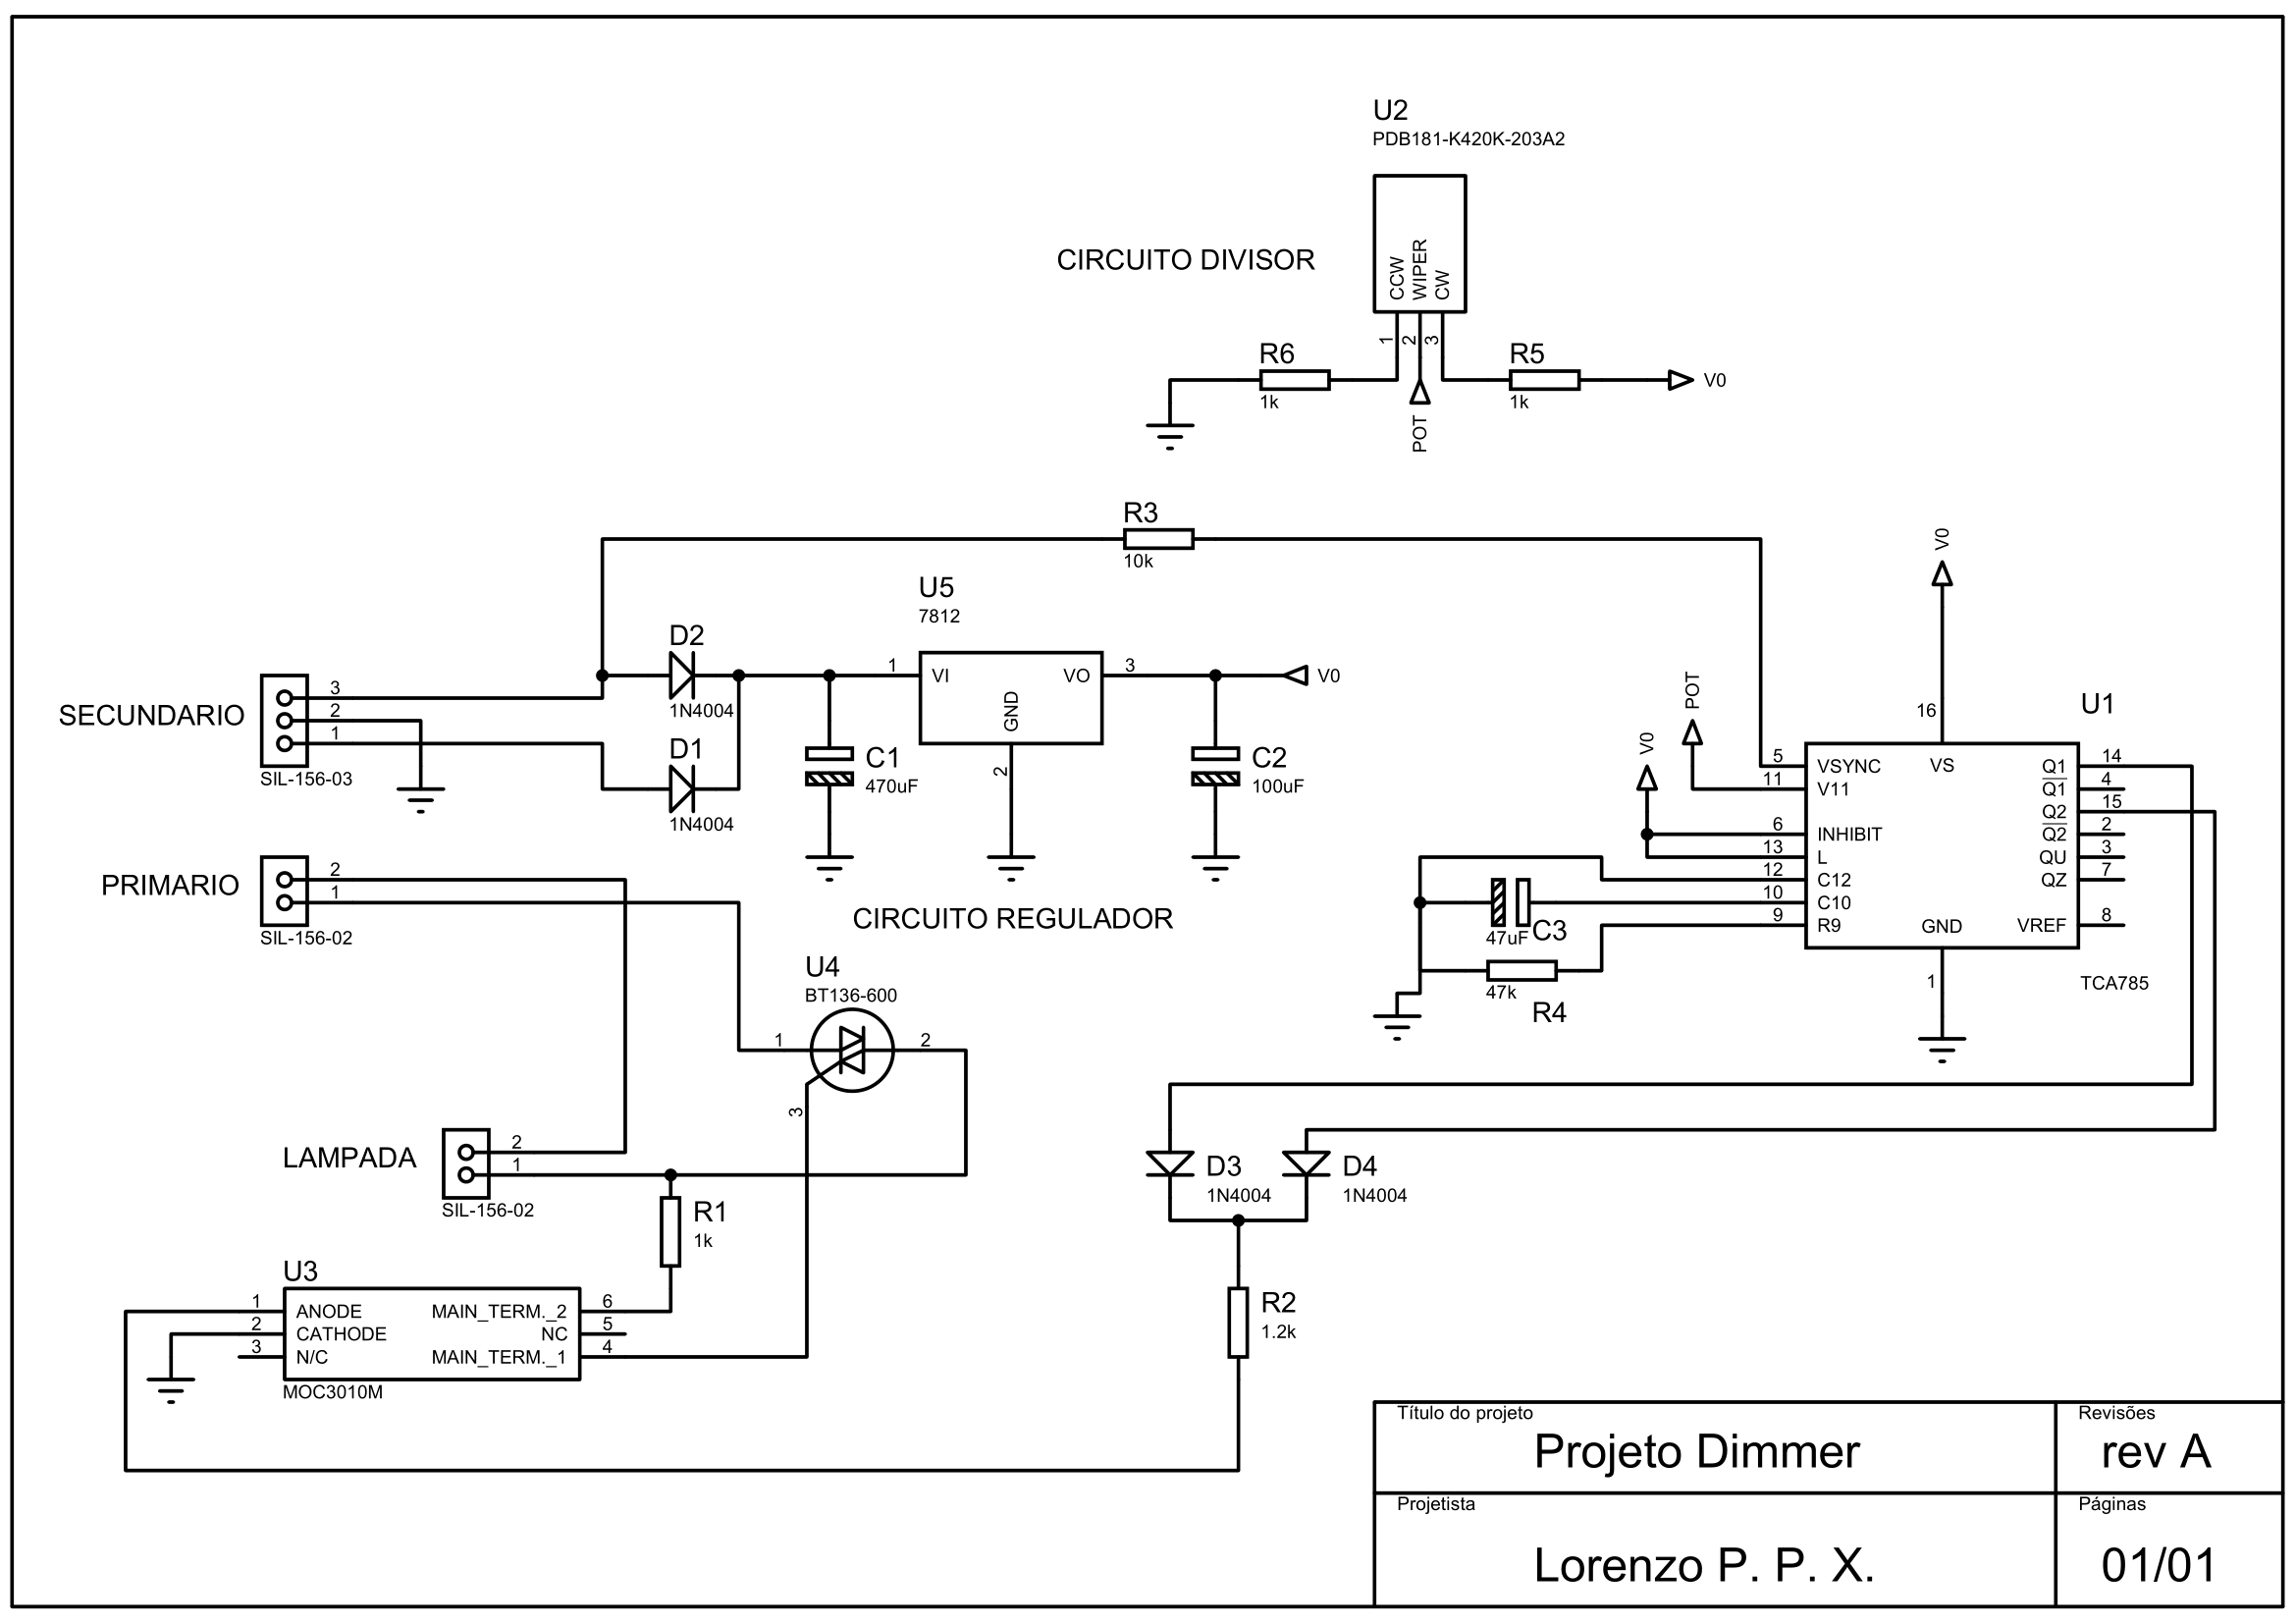 U2
PDB181-K420K-203A2
CIRCUITO DIVISOR
CCW
WIPER
CW
1
2
3
R6
1k
R5
1k
V0
POT
R3
10k
U5
7812
VI
VO
GND
1
3
2
V0
D2
1N4004
D1
1N4004
C1
470uF
C2
100uF
SECUNDARIO
3
2
1
SIL-156-03
PRIMARIO
2
1
SIL-156-02
CIRCUITO REGULADOR
V0
16
POT
V0
U1
5
VSYNC
VS
Q1
14
11
V11
Q1
4
Q2
15
6
INHIBIT
Q2
2
13
L
QU
3
12
C12
QZ
7
10
C10
9
R9
GND
VREF
8
1
TCA785
47uF
C3
47k
R4
U4
BT136-600
1
2
3
LAMPADA
2
1
SIL-156-02
R1
1k
D3
1N4004
D4
1N4004
R2
1.2k
U3
1
ANODE
MAIN_TERM._2
6
2
CATHODE
NC
5
3
N/C
MAIN_TERM._1
4
MOC3010M
Título do projeto
Projeto Dimmer
Revisões
rev A
Projetista
Lorenzo P. P. X.
Páginas
01/01